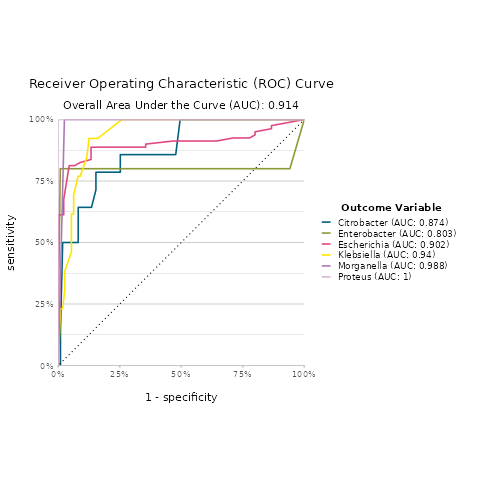 Receiver Operating Characteristic (ROC) Curve
Overall Area Under the Curve (AUC): 0.914
100%
75%
50%
25%
0%
sensitivity
0%
25%
50%
75%
100%
1 - specificity
Outcome Variable
Citrobacter (AUC: 0.874)
Enterobacter (AUC: 0.803)
Escherichia (AUC: 0.902)
Klebsiella (AUC: 0.94)
Morganella (AUC: 0.988)
Proteus (AUC: 1)